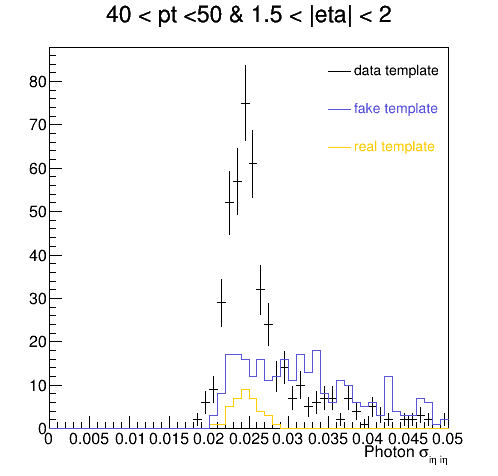 40 < pt <50 & 1.5 < |eta| < 2
data template
fake template
real template
80
70
60
50
40
30
20
10
0
0 0.005 0.01 0.015 0.02 0.025 0.03 0.035 0.04 0.045 0.05
Photon σiη iη